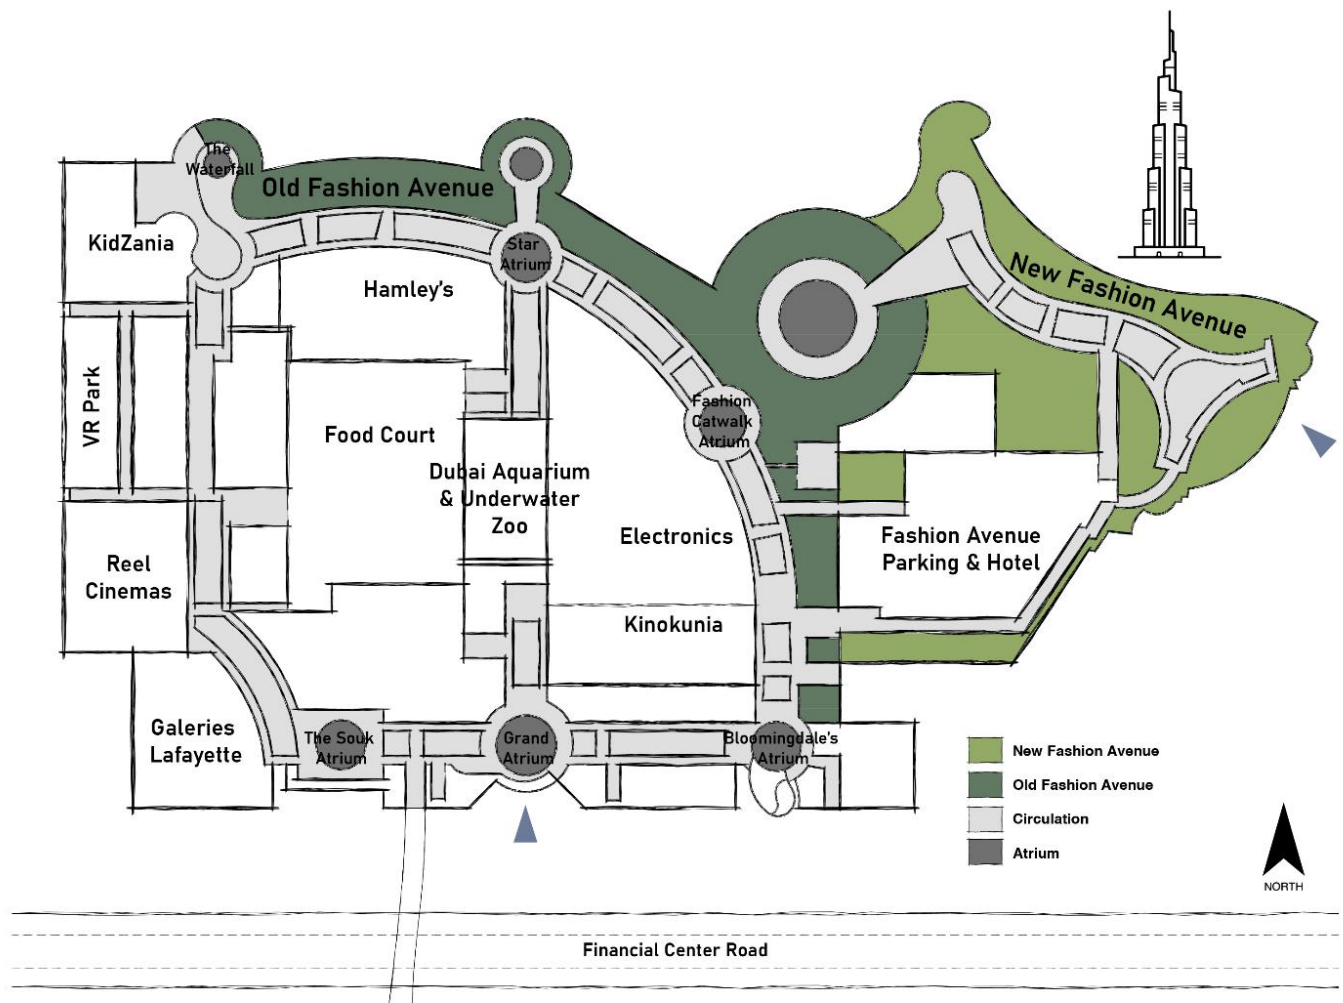 The
Waterfall
Old Fashion Avenue
KidZania
Star
Atrium
New Fashion Avenue
Hamley's
VR Park
Food Court
Fashion
Catwalk
Atrium
Dubai Aquarium
& Underwater
Zoo
Electronics
Fashion Avenue
Parking & Hotel
Reel
Cinemas
Kinokunia
Galeries
Lafayette
The Souk
Atrium
Grand
Atrium
Bloomingdale's
Atrium
New Fashion Avenue
Old Fashion Avenue
Circulation
Atrium
NORTH
Financial Center Road